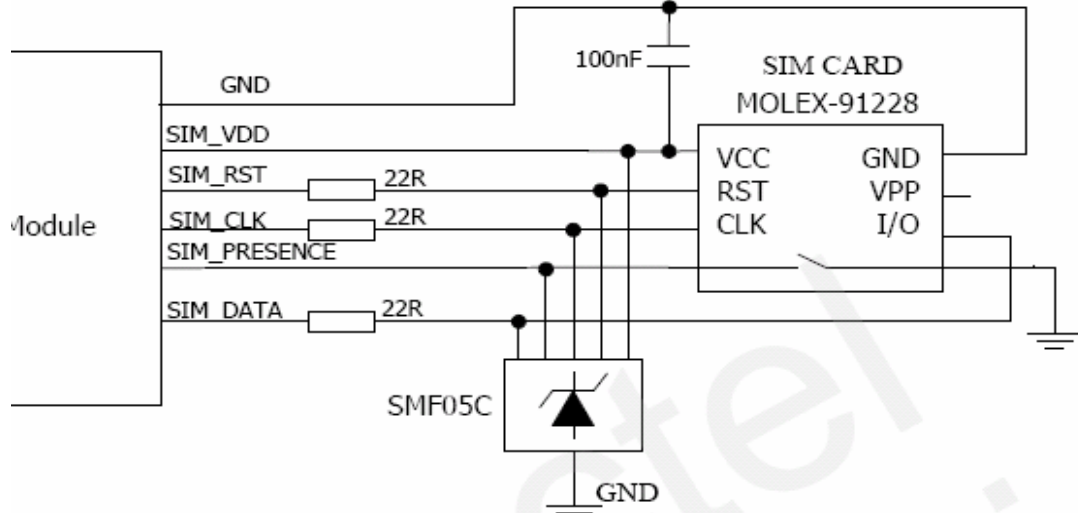 100nF
SIM CARD
MOLEX-91228
GND
SIM_VDD
SIM_RST
22R
SIM_CLK
22R
SIM_PRESENCE
SIM_DATA
22R
Module
VCC
GND
RST
VPP
CLK
I/O
SMF05C
GND